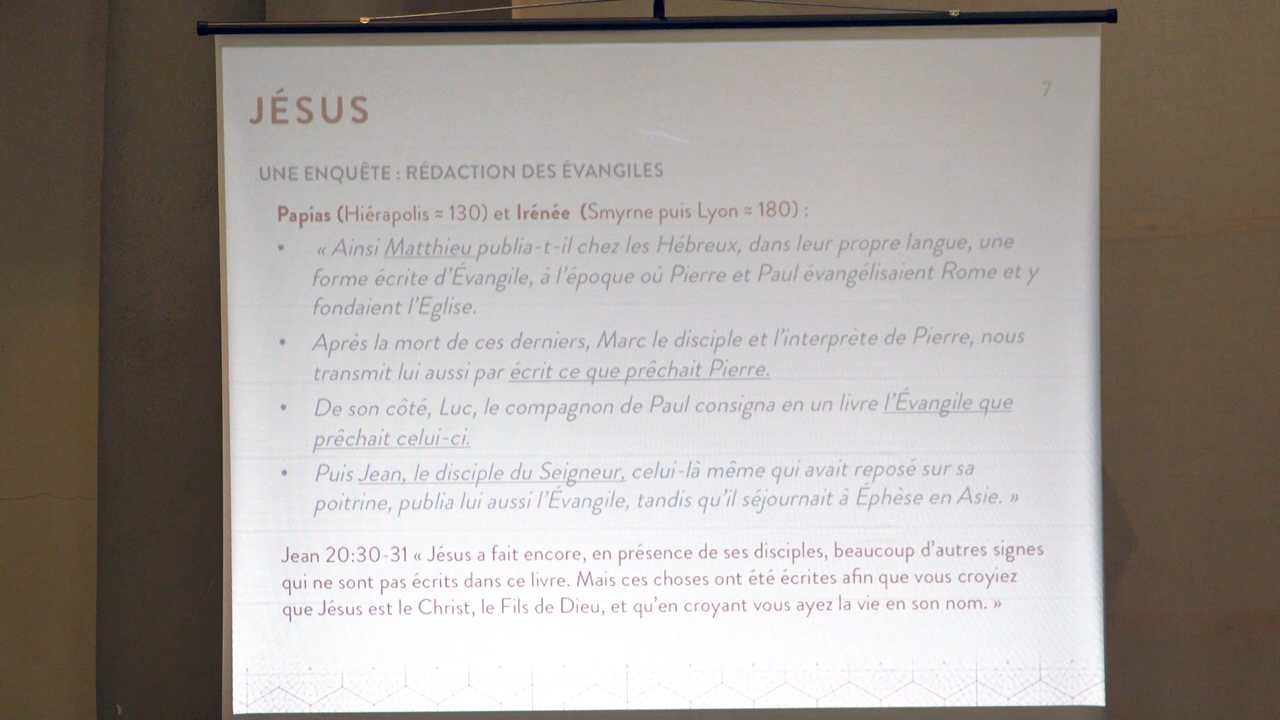 7
JÉSUS
UNE ENQUÊTE : RÉDACTION DES ÉVANGILES
Papias (Hiérapolis ≈ 130) et Irénée (Smyrne puis Lyon ≈ 180) :
• « Ainsi Matthieu publia-t-il chez les Hébreux, dans leur propre langue, une
forme écrite d'Évangile, à l'époque où Pierre et Paul évangélisaient Rome et y
fondaient l'Eglise.
• Après la mort de ces derniers, Marc le disciple et l'interprète de Pierre, nous
transmit lui aussi par écrit ce que prêchait Pierre.
• De son côté, Luc, le compagnon de Paul consigna en un livre l'Évangile que
prêchait celui-ci.
• Puis Jean, le disciple du Seigneur, celui-là même qui avait reposé sur sa
poitrine, publia lui aussi l'Évangile, tandis qu'il séjournait à Éphèse en Asie. »
Jean 20:30-31 « Jésus a fait encore, en présence de ses disciples, beaucoup d'autres signes
qui ne sont pas écrits dans ce livre. Mais ces choses ont été écrites afin que vous croyiez
que Jésus est le Christ, le Fils de Dieu, et qu'en croyant vous ayez la vie en son nom. »